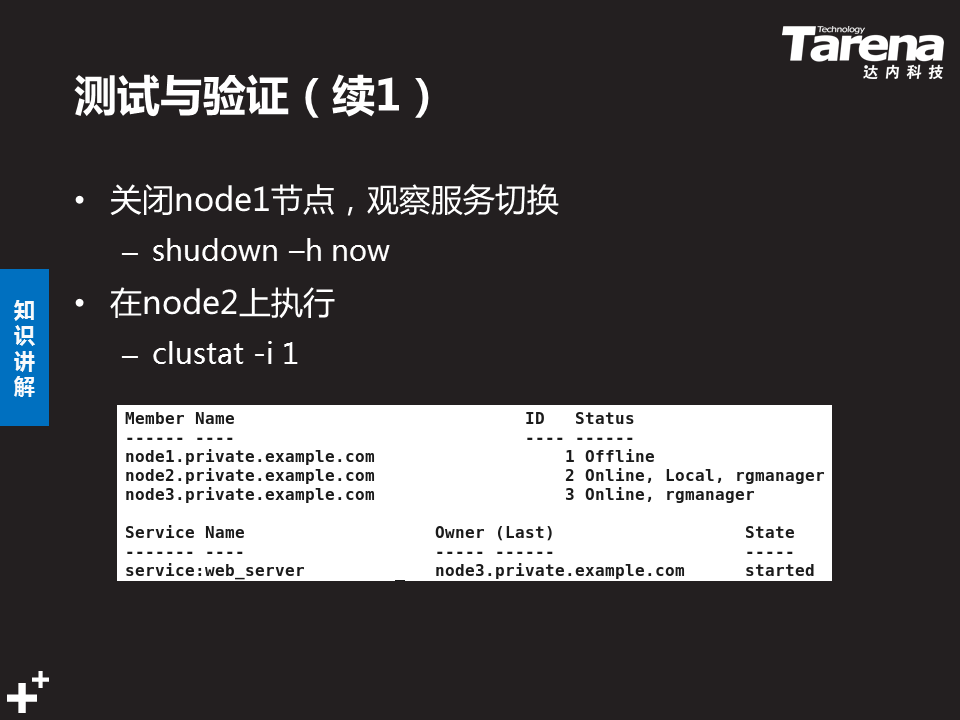 Technology
Tarena
达内科技
测试与验证（续1）
• 关闭node1节点，观察服务切换
– shudown –h now
• 在node2上执行
– clustat -i 1
知识讲解
Member Name                             ID   Status
------ ----                             ---- ------
node1.private.example.com                   1 Offline
node2.private.example.com                   2 Online, Local, rgmanager
node3.private.example.com                   3 Online, rgmanager
Service Name                   Owner (Last)                   State
------- ----                   ----- ------                   -----
service:web_server             node3.private.example.com      started